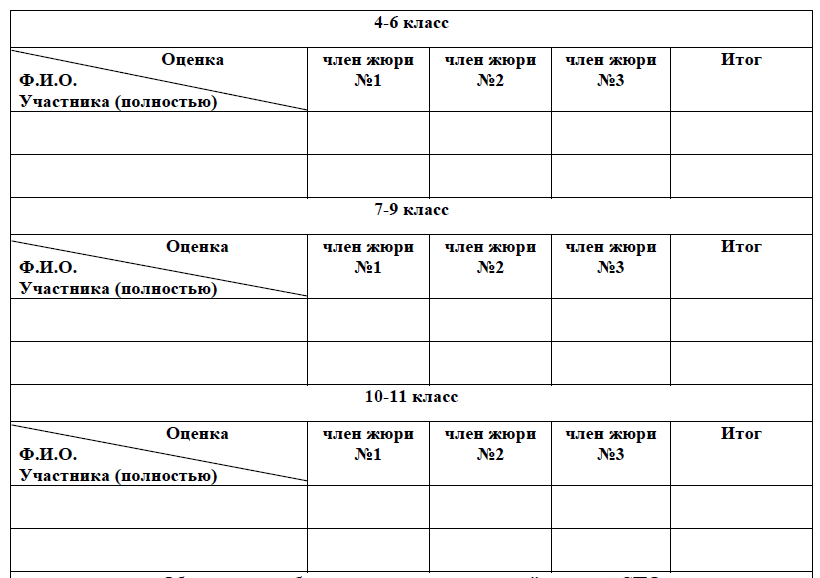 4-6 класс
Оценка
Ф.И.О.
Участника (полностью)
член жюри
№1
член жюри
№2
член жюри
№3
Итог
7-9 класс
Оценка
Ф.И.О.
Участника (полностью)
член жюри
№1
член жюри
№2
член жюри
№3
Итог
10-11 класс
Оценка
Ф.И.О.
Участника (полностью)
член жюри
№1
член жюри
№2
член жюри
№3
Итог